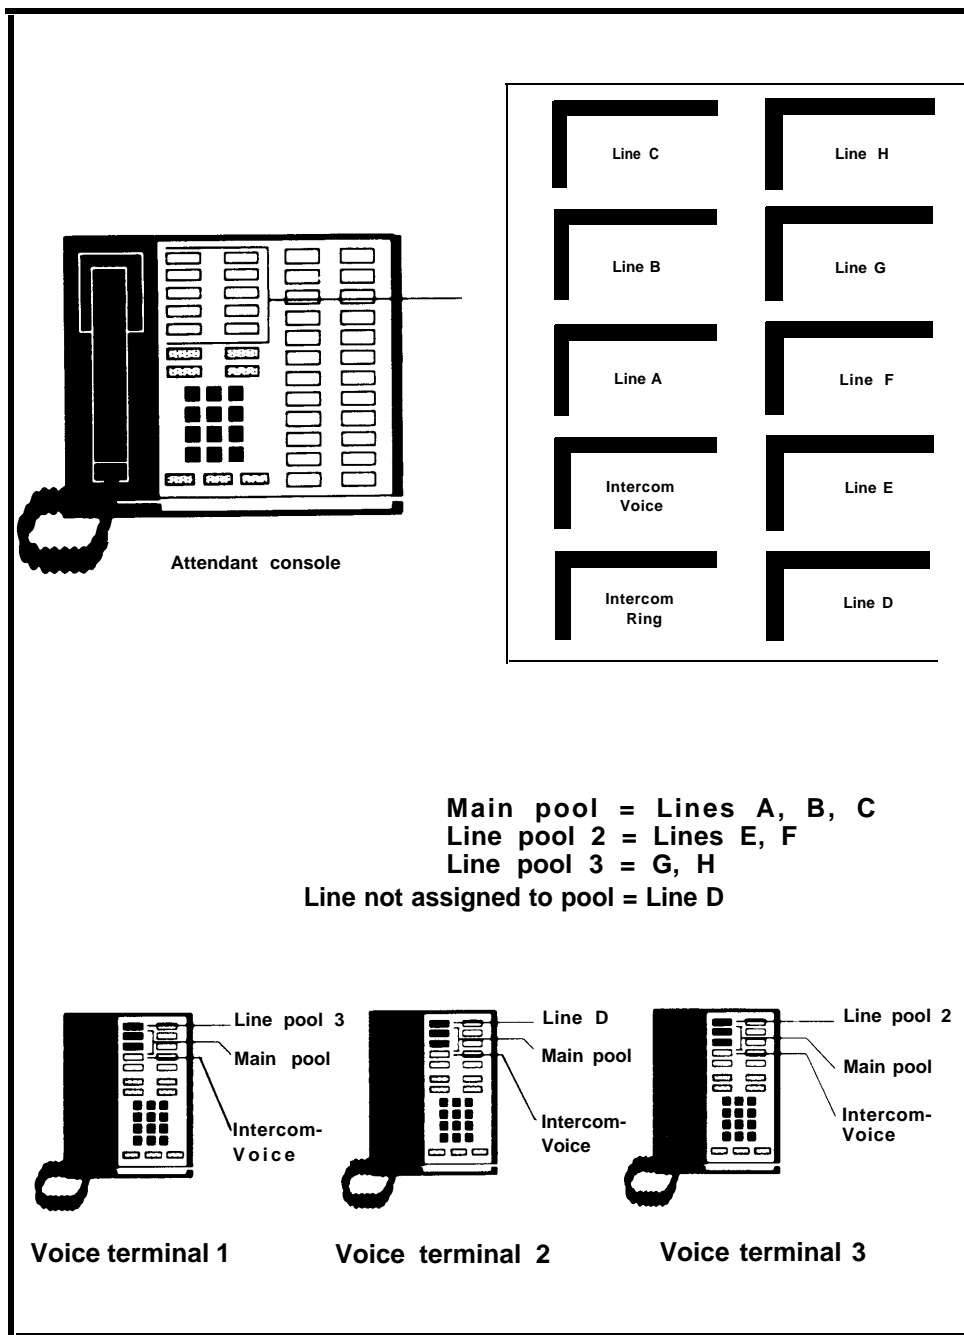 Line C
Line H
Line B
Line G
Line A
Line F
Intercom
Voice
Line E
Intercom
Ring
Line D
Attendant console
Main pool = Lines A, B, C
Line pool 2 = Lines E, F
Line pool 3 = G, H
Line not assigned to pool = Line D
Line pool 3
Main pool
Intercom-
Voice
Line D
Main pool
Intercom-
Voice
Line pool 2
Main pool
Intercom-
Voice
Voice terminal 1
Voice terminal 2
Voice terminal 3